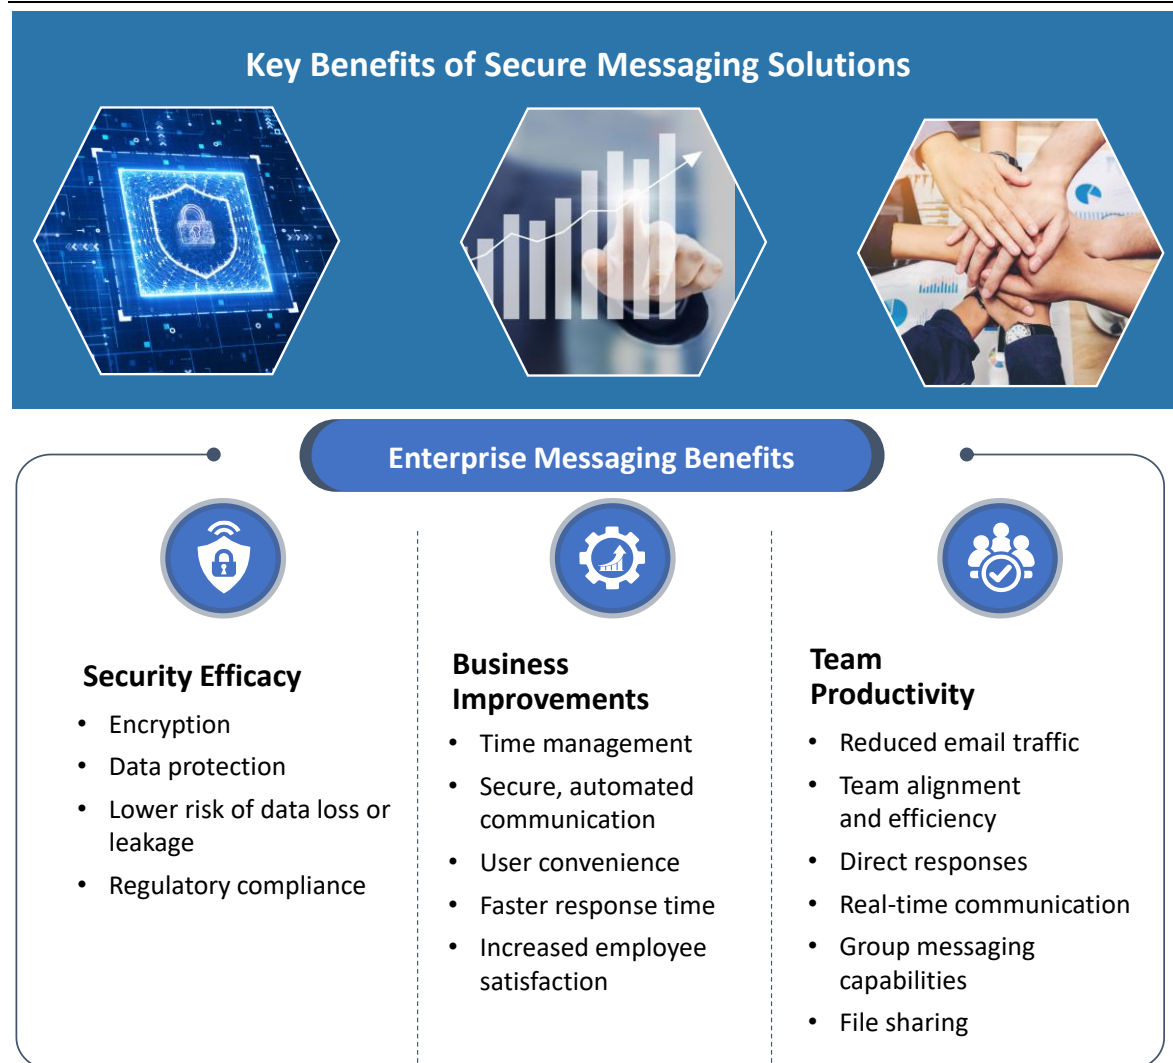 Key Benefits of Secure Messaging Solutions
Enterprise Messaging Benefits
Security Efficacy
• Encryption
• Data protection
• Lower risk of data loss or
leakage
• Regulatory compliance
Business
Improvements
• Time management
• Secure, automated
communication
• User convenience
• Faster response time
• Increased employee
satisfaction
Team
Productivity
• Reduced email traffic
• Team alignment
and efficiency
• Direct responses
• Real-time communication
• Group messaging
capabilities
• File sharing